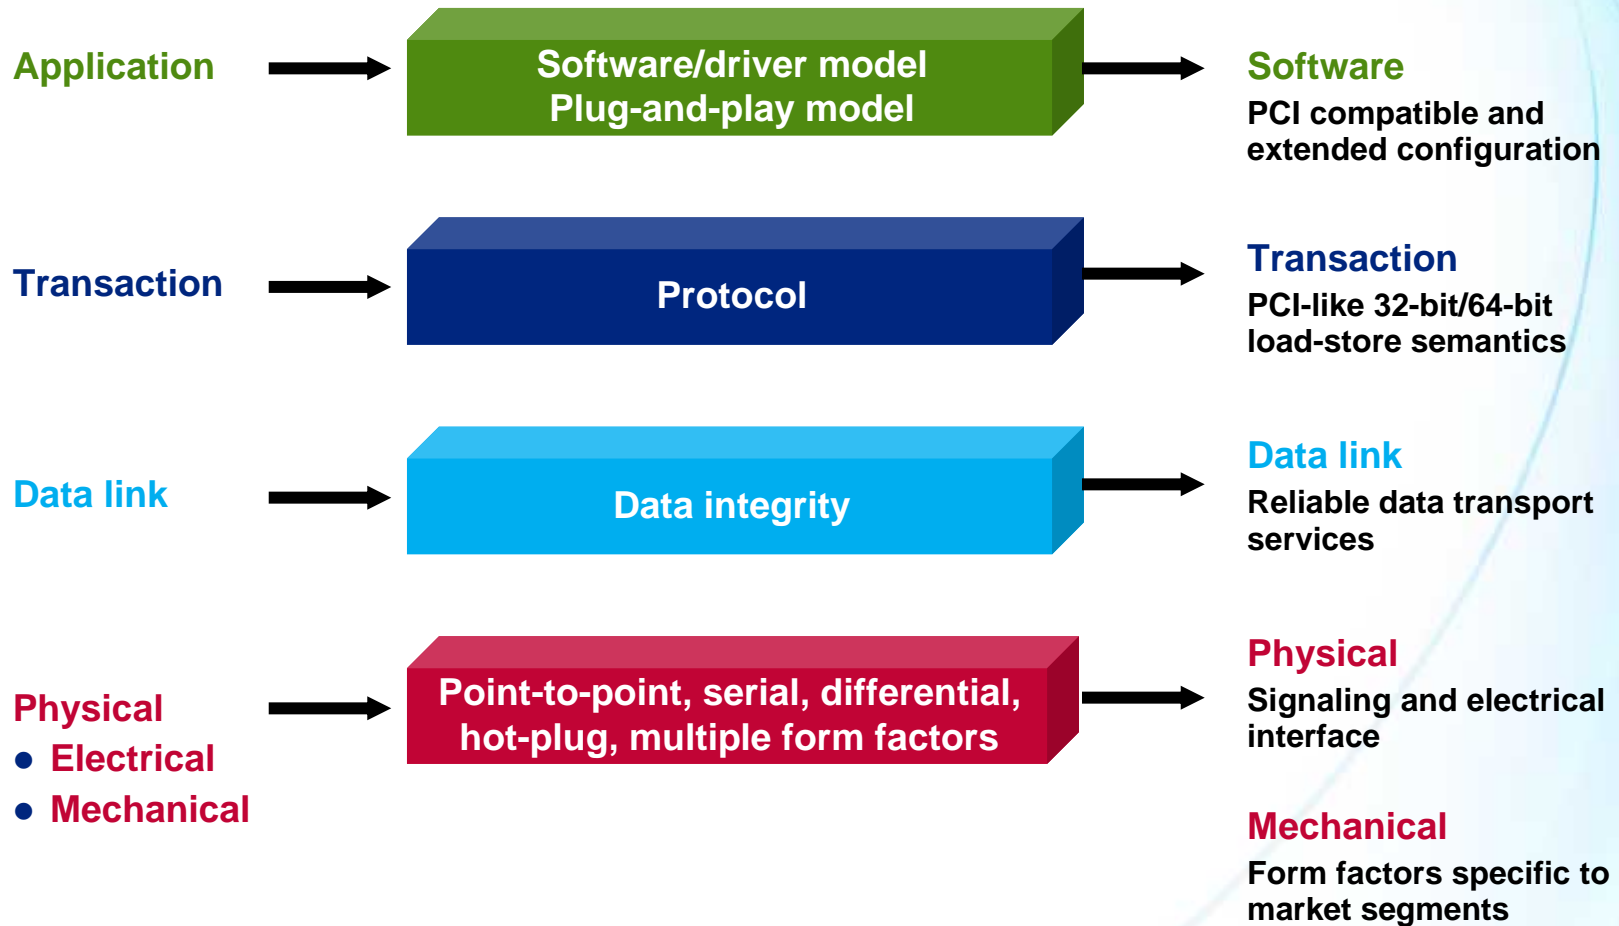 Application
Software/driver model
Plug-and-play model
Software
PCI compatible and
extended configuration
Transaction
Protocol
Transaction
PCI-like 32-bit/64-bit
load-store semantics
Data link
Data integrity
Data link
Reliable data transport
services
Physical
• Electrical
• Mechanical
Point-to-point, serial, differential,
hot-plug, multiple form factors
Physical
Signaling and electrical
interface
Mechanical
Form factors specific to
market segments